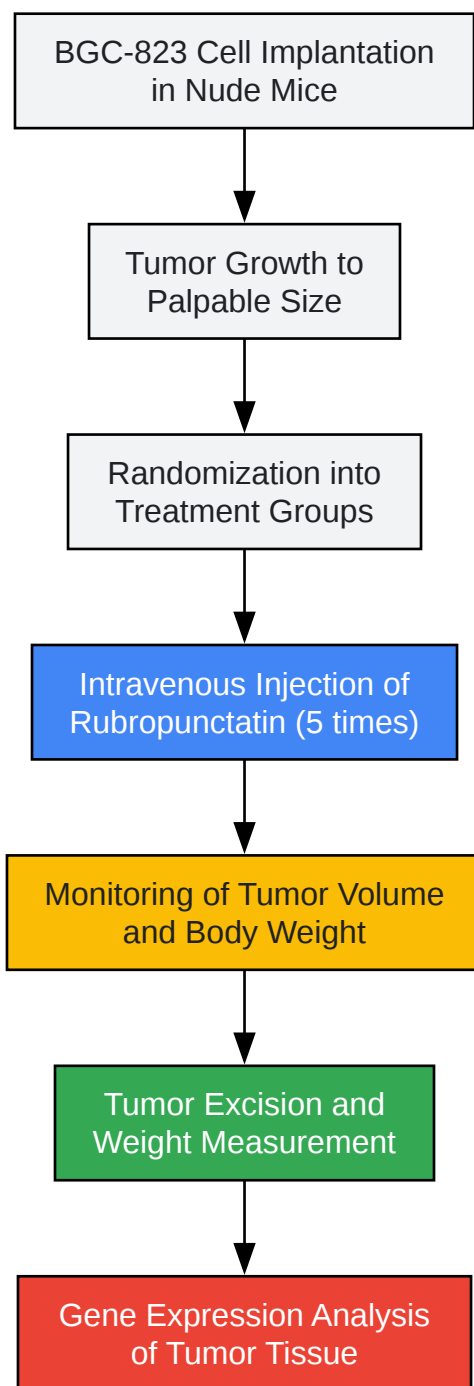 BGC-823 Cell Implantation
in Nude Mice
Tumor Growth to
Palpable Size
Randomization into
Treatment Groups
Intravenous Injection of
Rubropunctatin (5 times)
Monitoring of Tumor Volume
and Body Weight
Tumor Excision and
Weight Measurement
Gene Expression Analysis
of Tumor Tissue